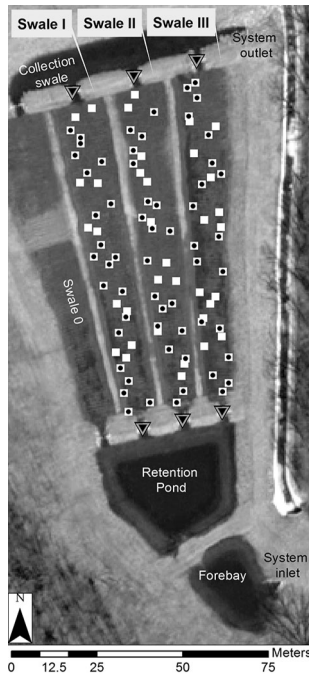 Swale I
Swale II
Swale III
System
outlet
Collection
swale
Swale 0
Retention
Pond
System
inlet
Forebay
N
Meters
0 12.5 25 50 75